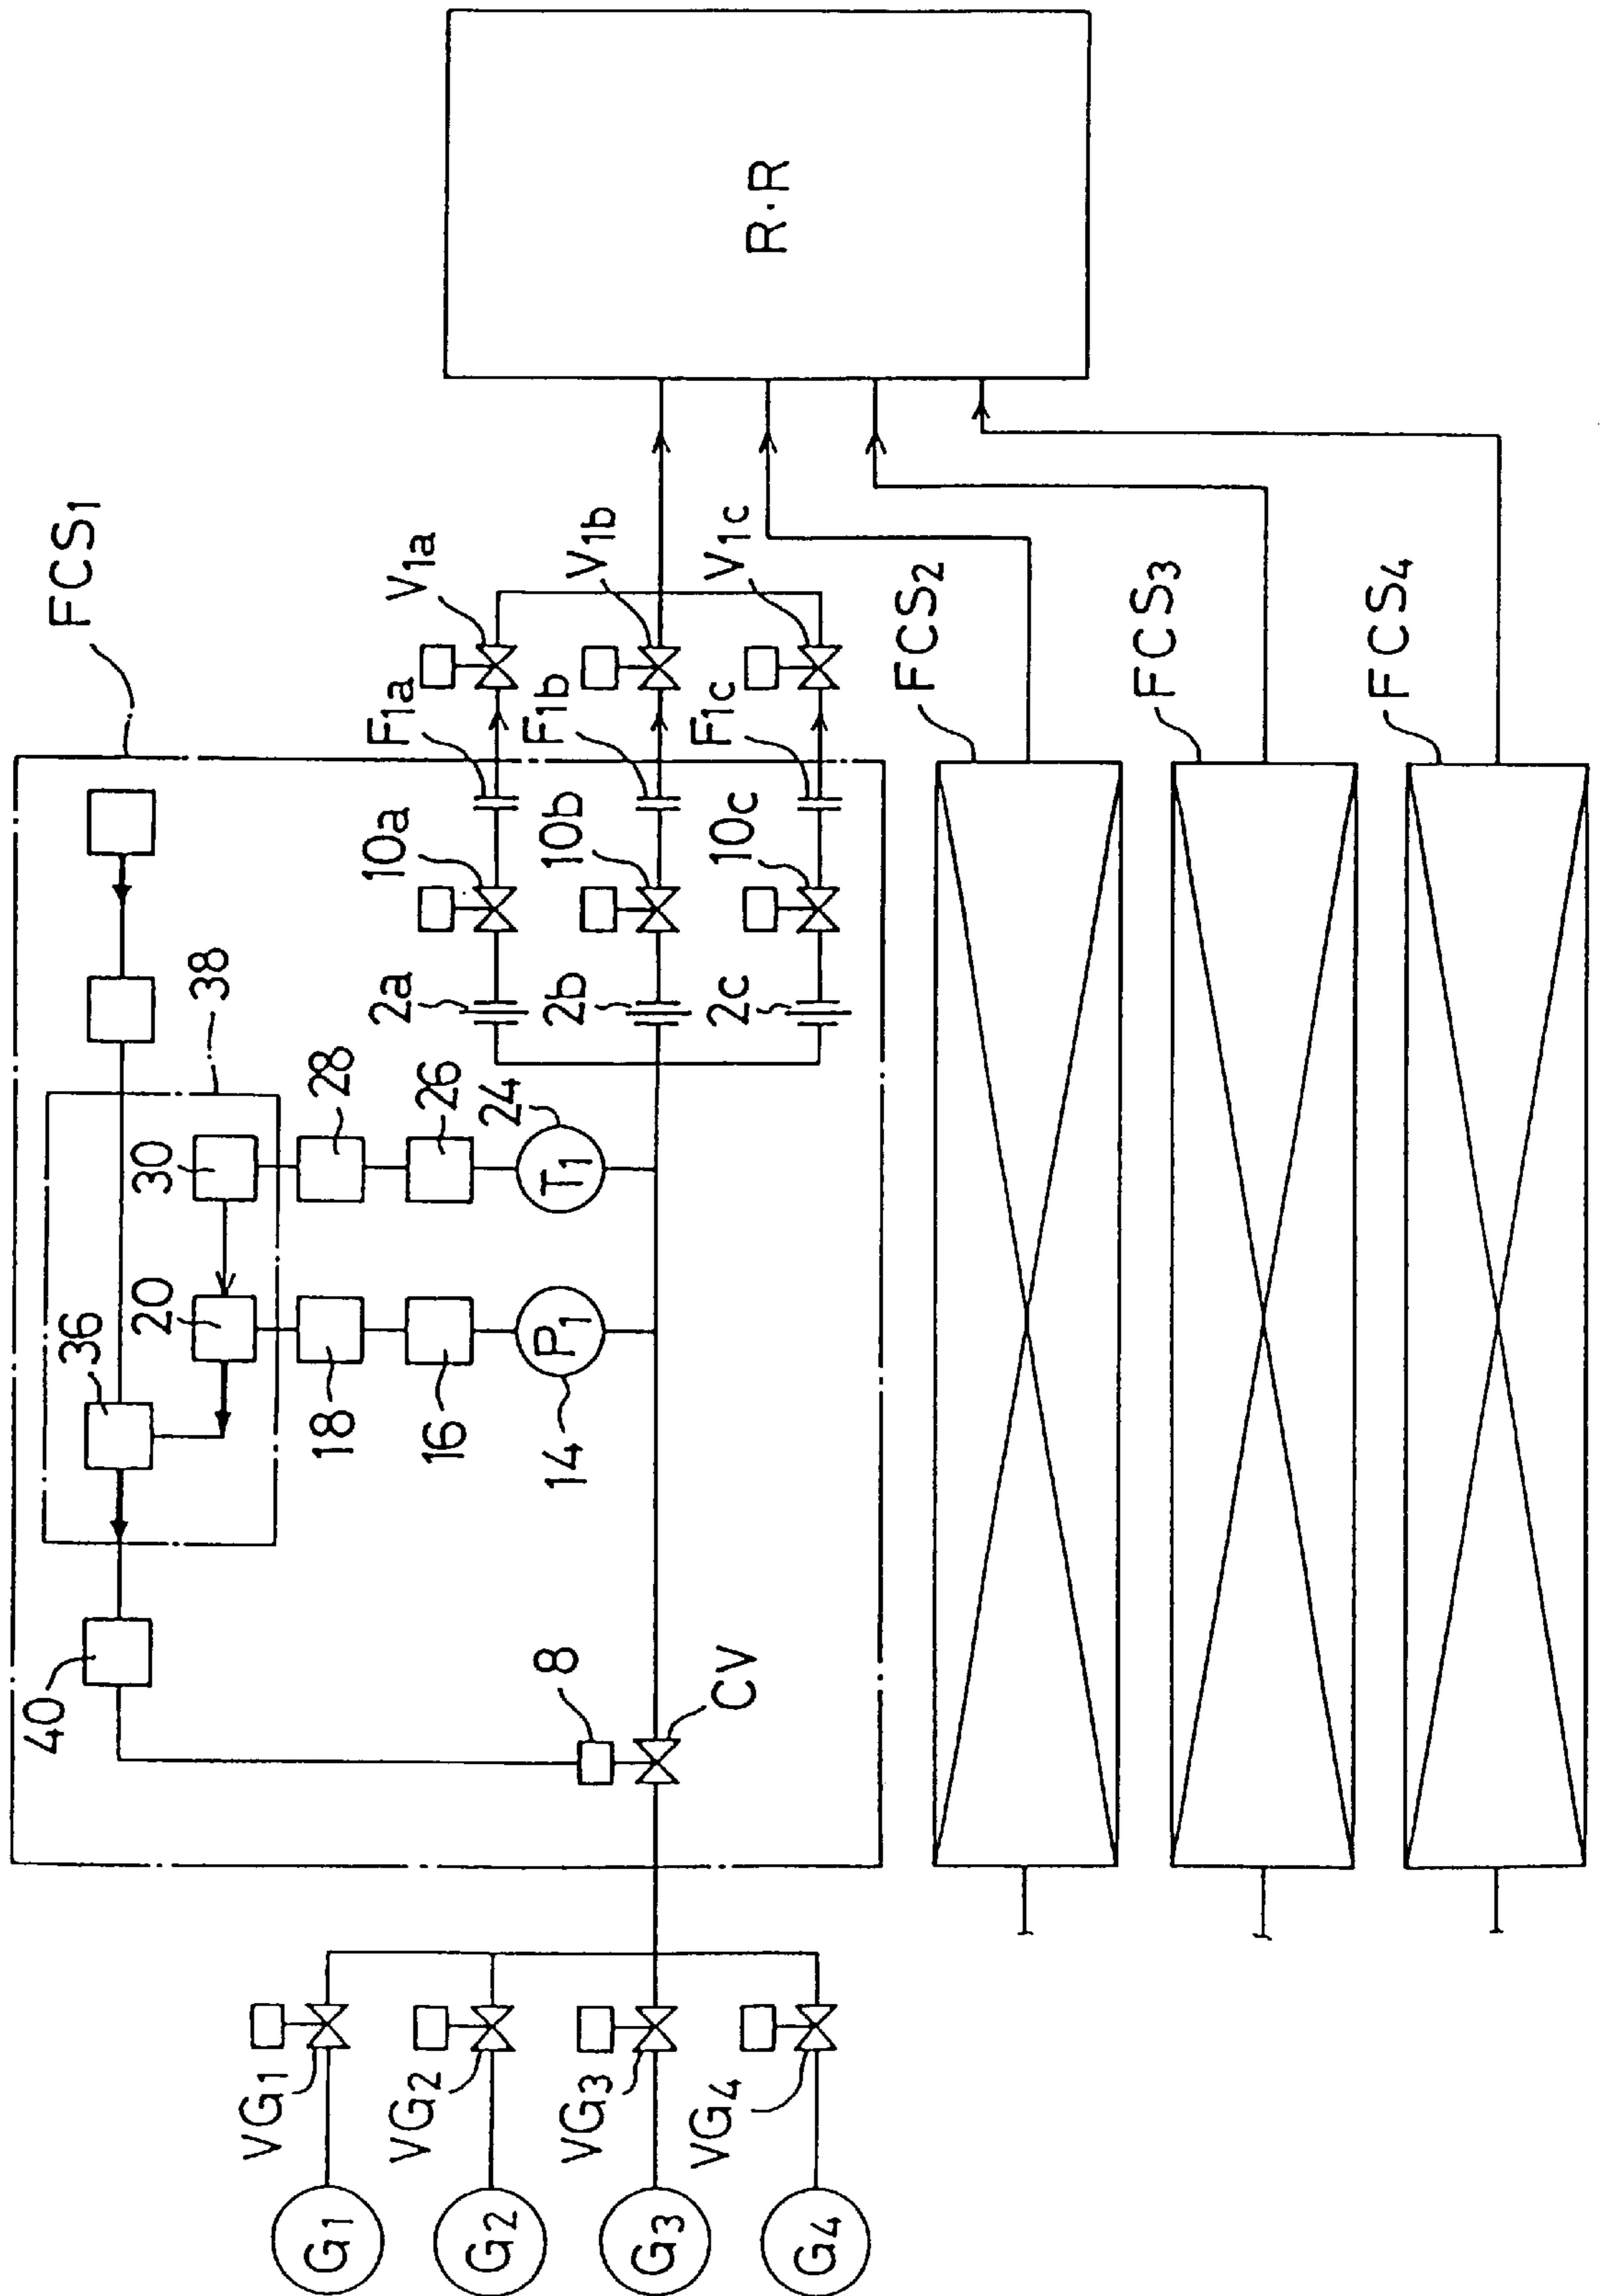 FCS1
R·R
40
36
20
30
38
18
28
16
26
14
P1
T1
24
8
CV
2a
10a
F1a
V1a
2b
10b
F1b
V1b
2c
10c
F1c
V1c
VG1
G1
VG2
G2
VG3
G3
VG4
G4
FCS2
FCS3
FCS4